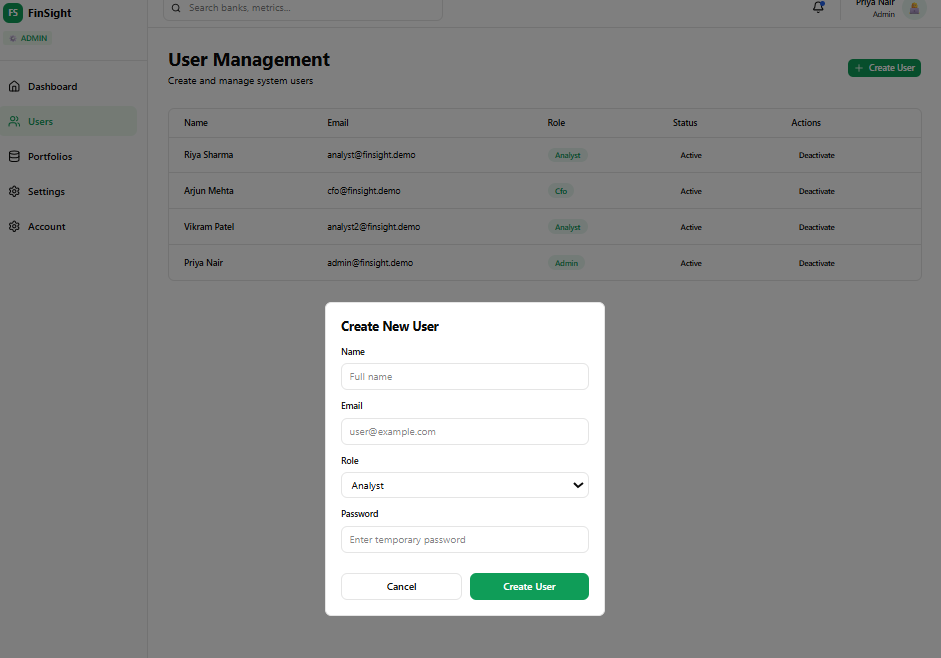 FS FinSight
ADMIN
Search banks, metrics...
Priya Nair
Admin
Dashboard
Users
Portfolios
Settings
Account
User Management
Create and manage system users
+ Create User
Name Email Role Status Actions
Riya Sharma analyst@finsight.demo Analyst Active Deactivate
Arjun Mehta cfo@finsight.demo Cfo Active Deactivate
Vikram Patel analyst2@finsight.demo Analyst Active Deactivate
Priya Nair admin@finsight.demo Admin Active Deactivate
Create New User
Name
Full name
Email
user@example.com
Role
Analyst
Password
Enter temporary password
Cancel Create User